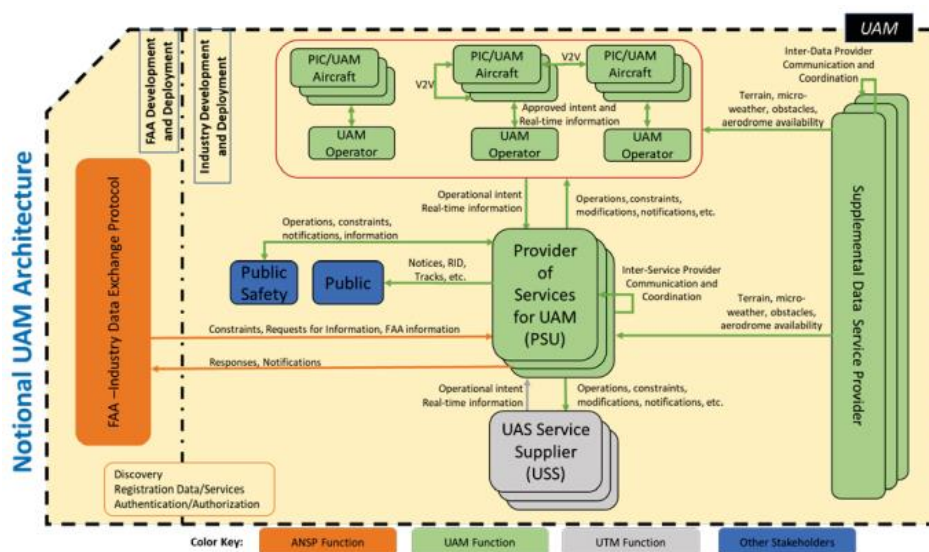 UAM
Notional UAM Architecture
FAA Development
and Deployment
Industry Development
and Deployment
PIC/UAM
Aircraft
PIC/UAM
Aircraft
PIC/UAM
Aircraft
V2V
V2V
Approved intent and
Real-time information
UAM
Operator
UAM
Operator
UAM
Operator
Inter-Data Provider
Communication and
Coordination
Terrain, micro-
weather, obstacles,
aerodrome availability
Supplemental Data Service Provider
FAA –Industry Data Exchange Protocol
Operational intent
Real-time information
Operations, constraints,
modifications, notifications, etc.
Operations, constraints,
notifications, information
Public
Safety
Public
Notices, RID,
Tracks, etc.
Provider
of
Services
for UAM
(PSU)
Inter-Service Provider
Communication and
Coordination
Terrain, micro-
weather, obstacles,
aerodrome availability
Constraints, Requests for Information, FAA information
Responses, Notifications
Operational intent
Real-time information
Operations, constraints,
modifications, notifications, etc.
UAS Service
Supplier
(USS)
Discovery
Registration Data/Services
Authentication/Authorization
Color Key:
ANSP Function
UAM Function
UTM Function
Other Stakeholders